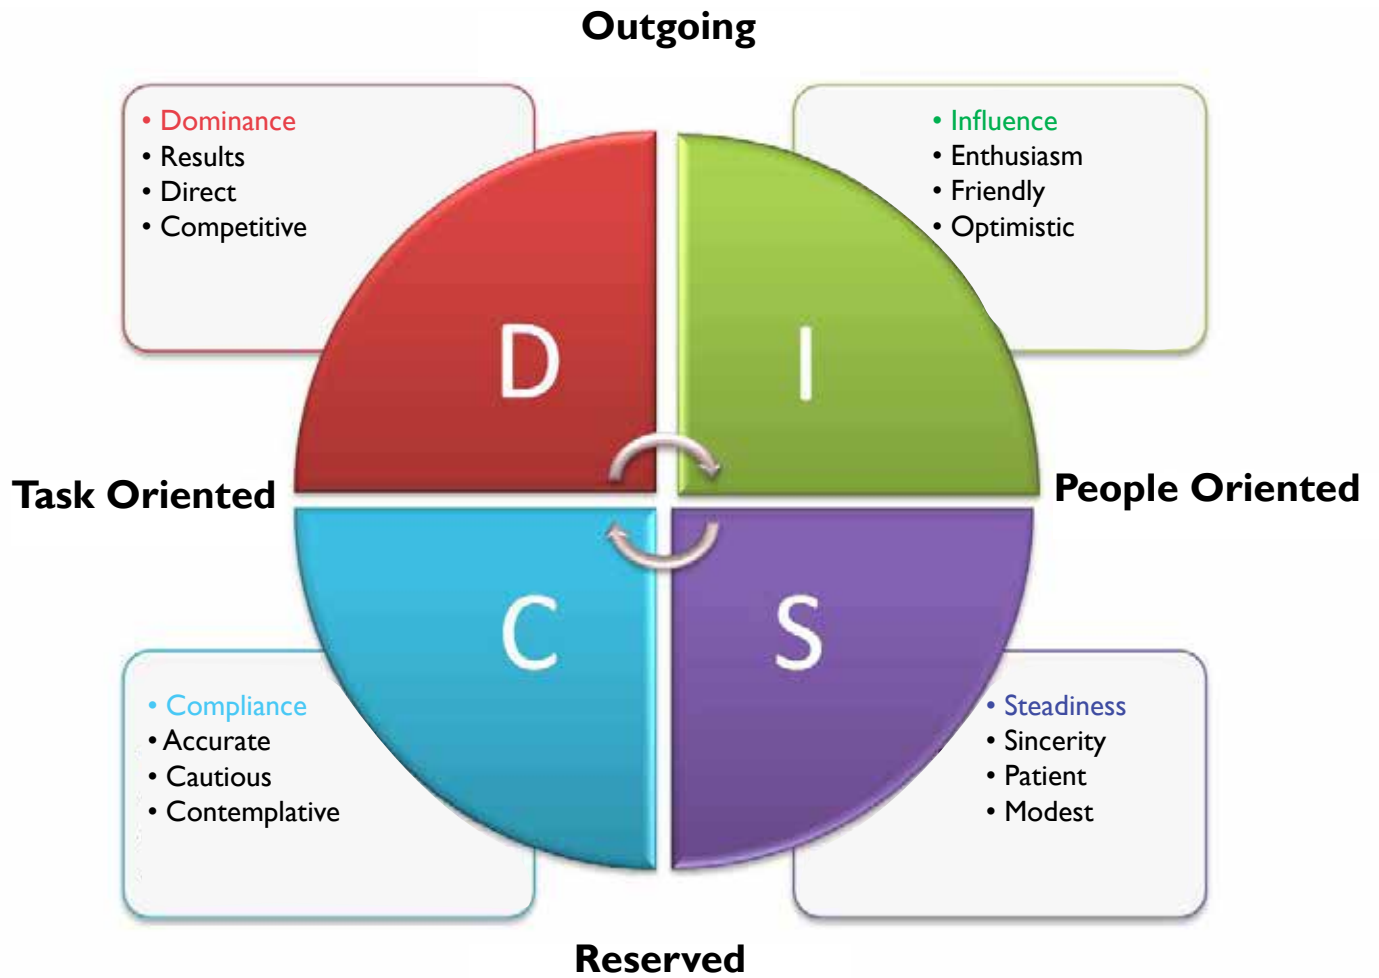 Outgoing
• Dominance
• Results
• Direct
• Competitive
• Influence
• Enthusiasm
• Friendly
• Optimistic
D
I
Task Oriented
People Oriented
C
S
• Compliance
• Accurate
• Cautious
• Contemplative
• Steadiness
• Sincerity
• Patient
• Modest
Reserved